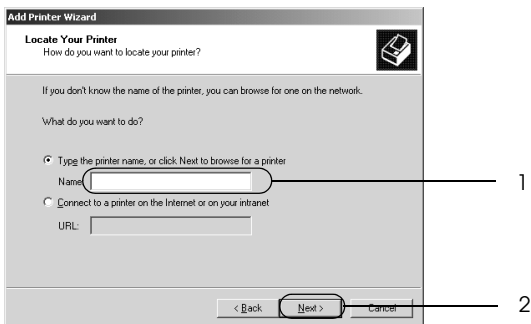 Add Printer Wizard
Locate Your Printer
How do you want to locate your printer?
If you don't know the name of the printer, you can browse for one on the network.
What do you want to do?
Type the printer name, or click Next to browse for a printer
Name:
1
Connect to a printer on the Internet or on your intranet
URL:
< Back Next > Cancel 2